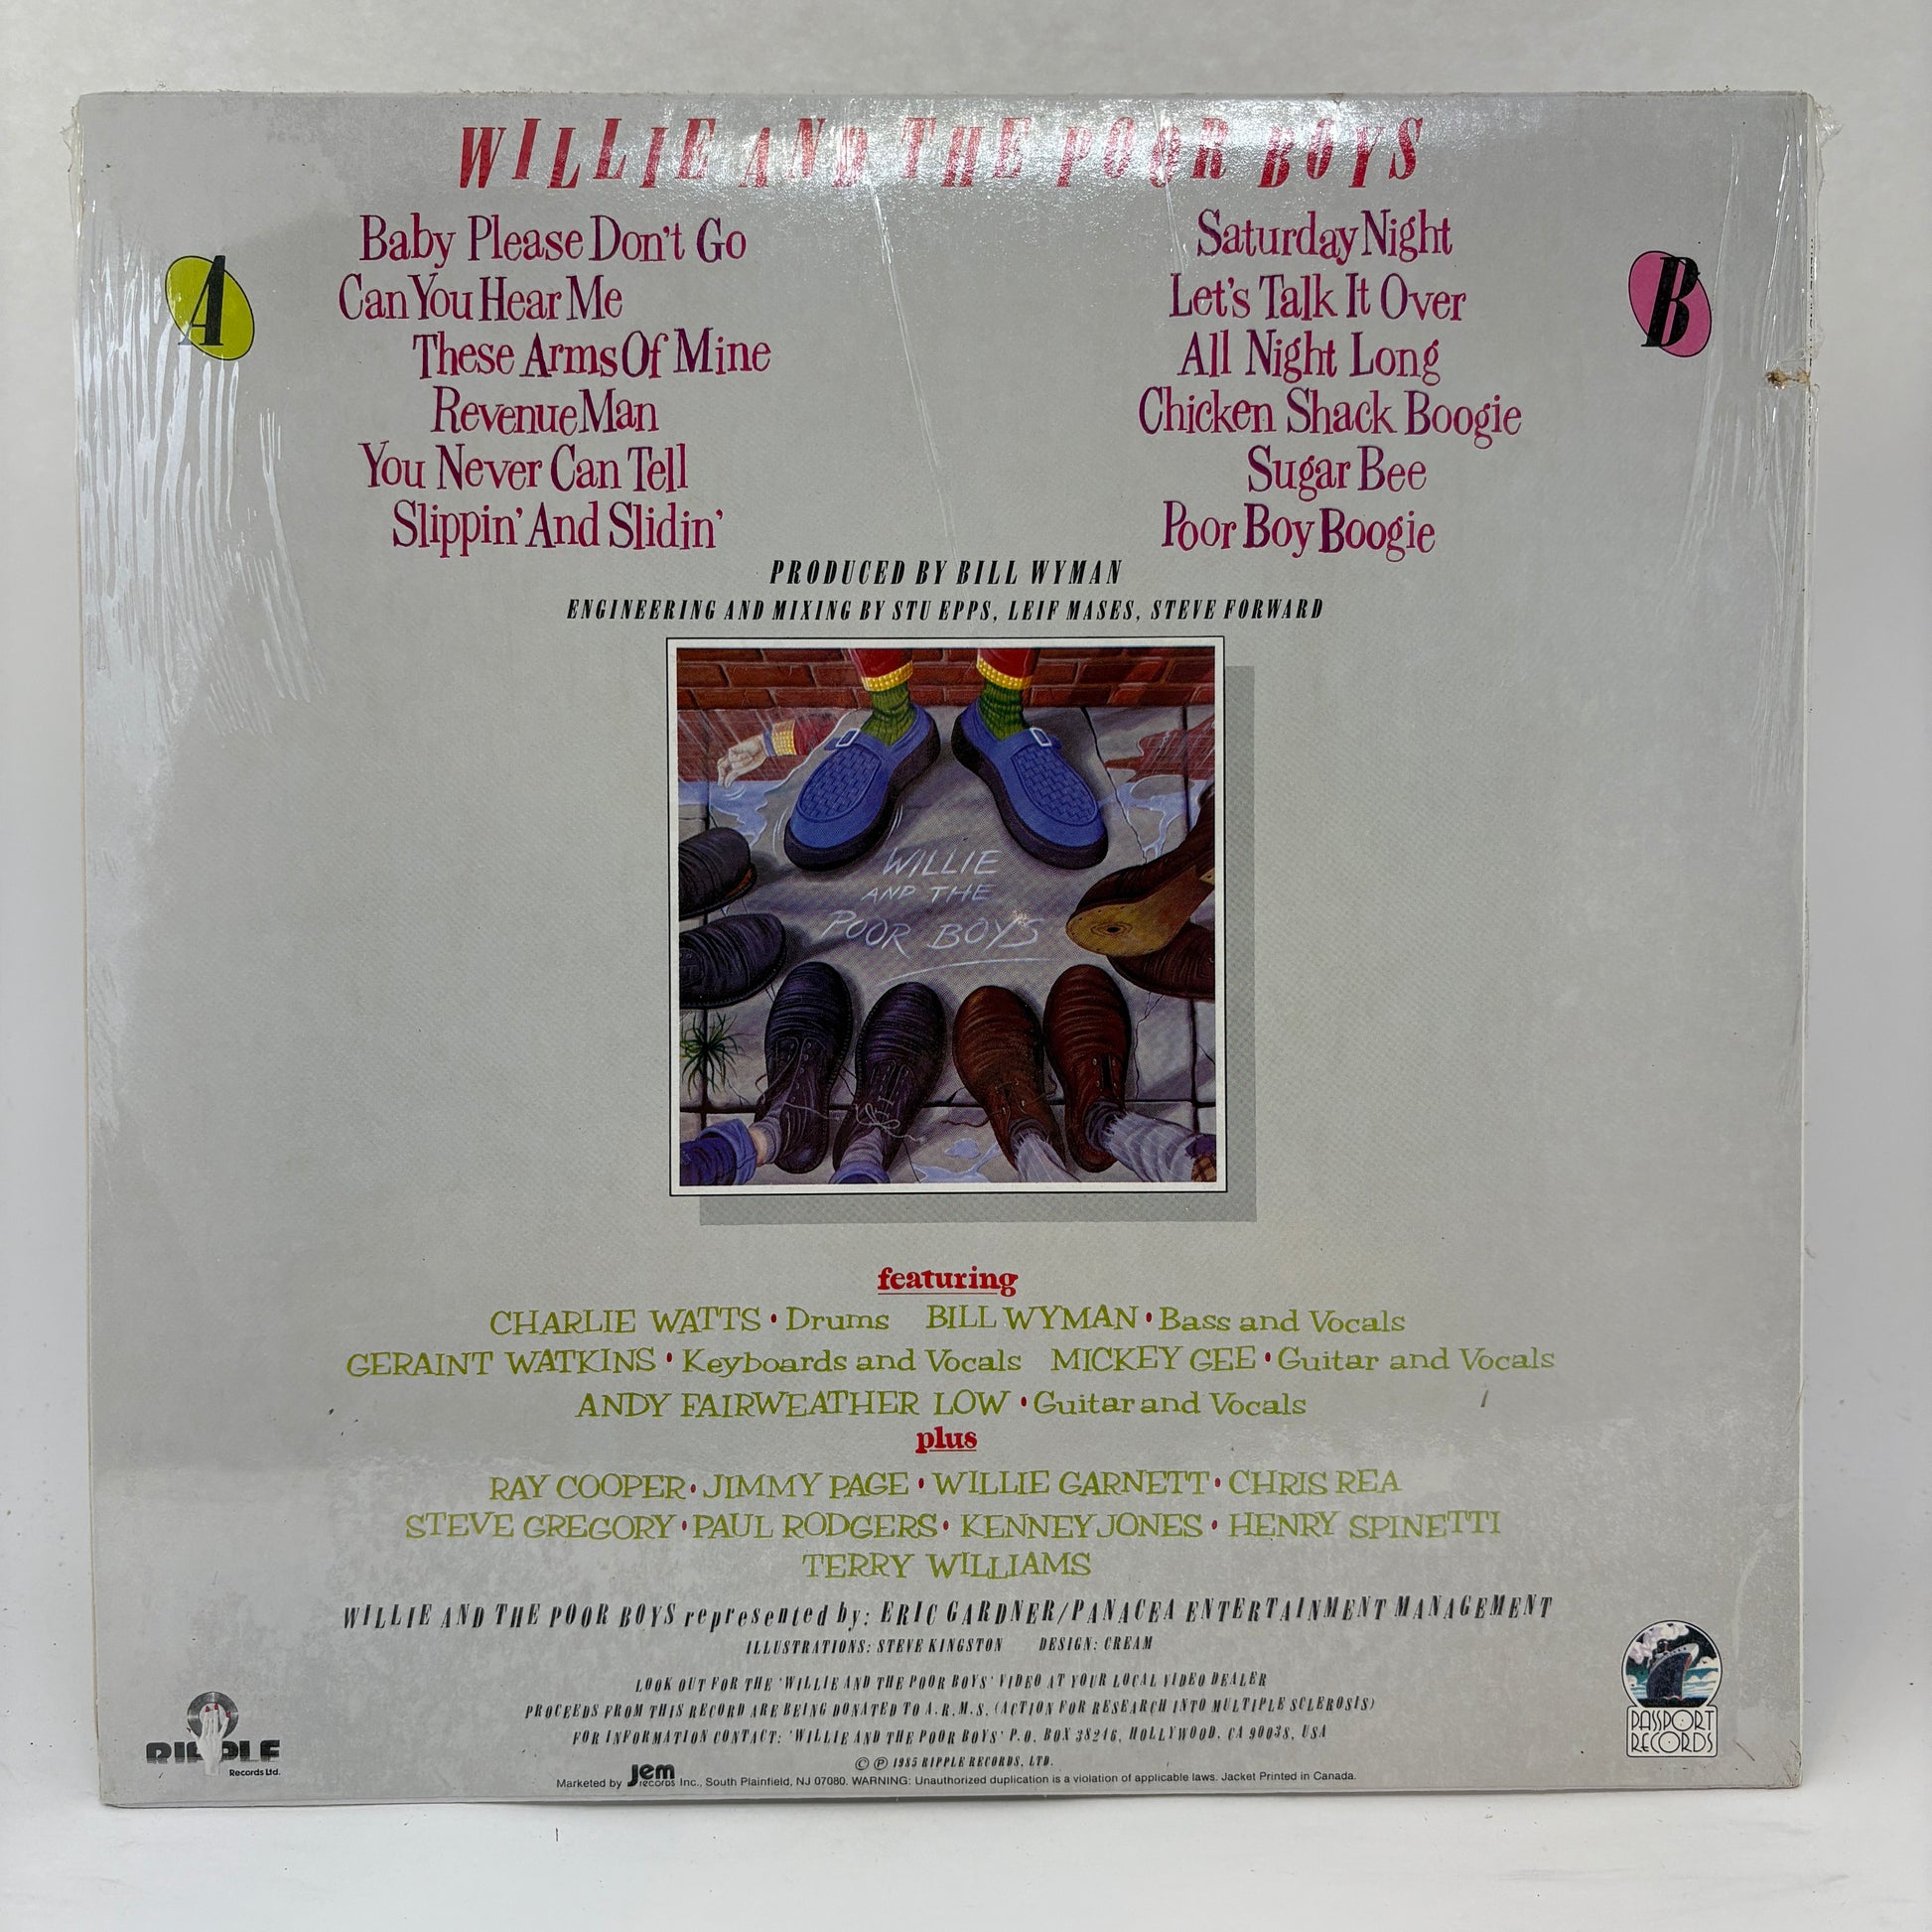 WILLIE AND THE POOR BOYS
A
Baby Please Don't Go
Can You Hear Me
These Arms Of Mine
Revenue Man
You Never Can Tell
Slippin' And Slidin'
B
Saturday Night
Let's Talk It Over
All Night Long
Chicken Shack Boogie
Sugar Bee
Poor Boy Boogie
PRODUCED BY BILL WYMAN
ENGINEERING AND MIXING BY STU EPPS, LEIF MASES, STEVE FORWARD
WILLIE
AND THE
POOR BOYS
featuring
CHARLIE WATTS • Drums BILL WYMAN • Bass and Vocals
GERAINT WATKINS • Keyboards and Vocals MICKEY GEE • Guitar and Vocals
ANDY FAIRWEATHER LOW • Guitar and Vocals
plus
RAY COOPER • JIMMY PAGE • WILLIE GARNETT • CHRIS REA
STEVE GREGORY • PAUL RODGERS • KENNEY JONES • HENRY SPINETTI
TERRY WILLIAMS
WILLIE AND THE POOR BOYS represented by: ERIC GARDNER/PANACEA ENTERTAINMENT MANAGEMENT
ILLUSTRATIONS: STEVE KINGSTON DESIGN: CREAM
LOOK OUT FOR THE 'WILLIE AND THE POOR BOYS' VIDEO AT YOUR LOCAL VIDEO DEALER
PROCEEDS FROM THIS RECORD ARE BEING DONATED TO A.R.M.S. (ACTION FOR RESEARCH INTO MULTIPLE SCLEROSIS)
FOR INFORMATION CONTACT: 'WILLIE AND THE POOR BOYS' P.O. BOX 38246, HOLLYWOOD, CA 90038, USA
© ℗ 1985 RIPPLE RECORDS, LTD.
Marketed by Jem records Inc., South Plainfield, NJ 07080. WARNING: Unauthorized duplication is a violation of applicable laws. Jacket Printed in Canada.
RIPPLE
Records Ltd.
PASSPORT
RECORDS